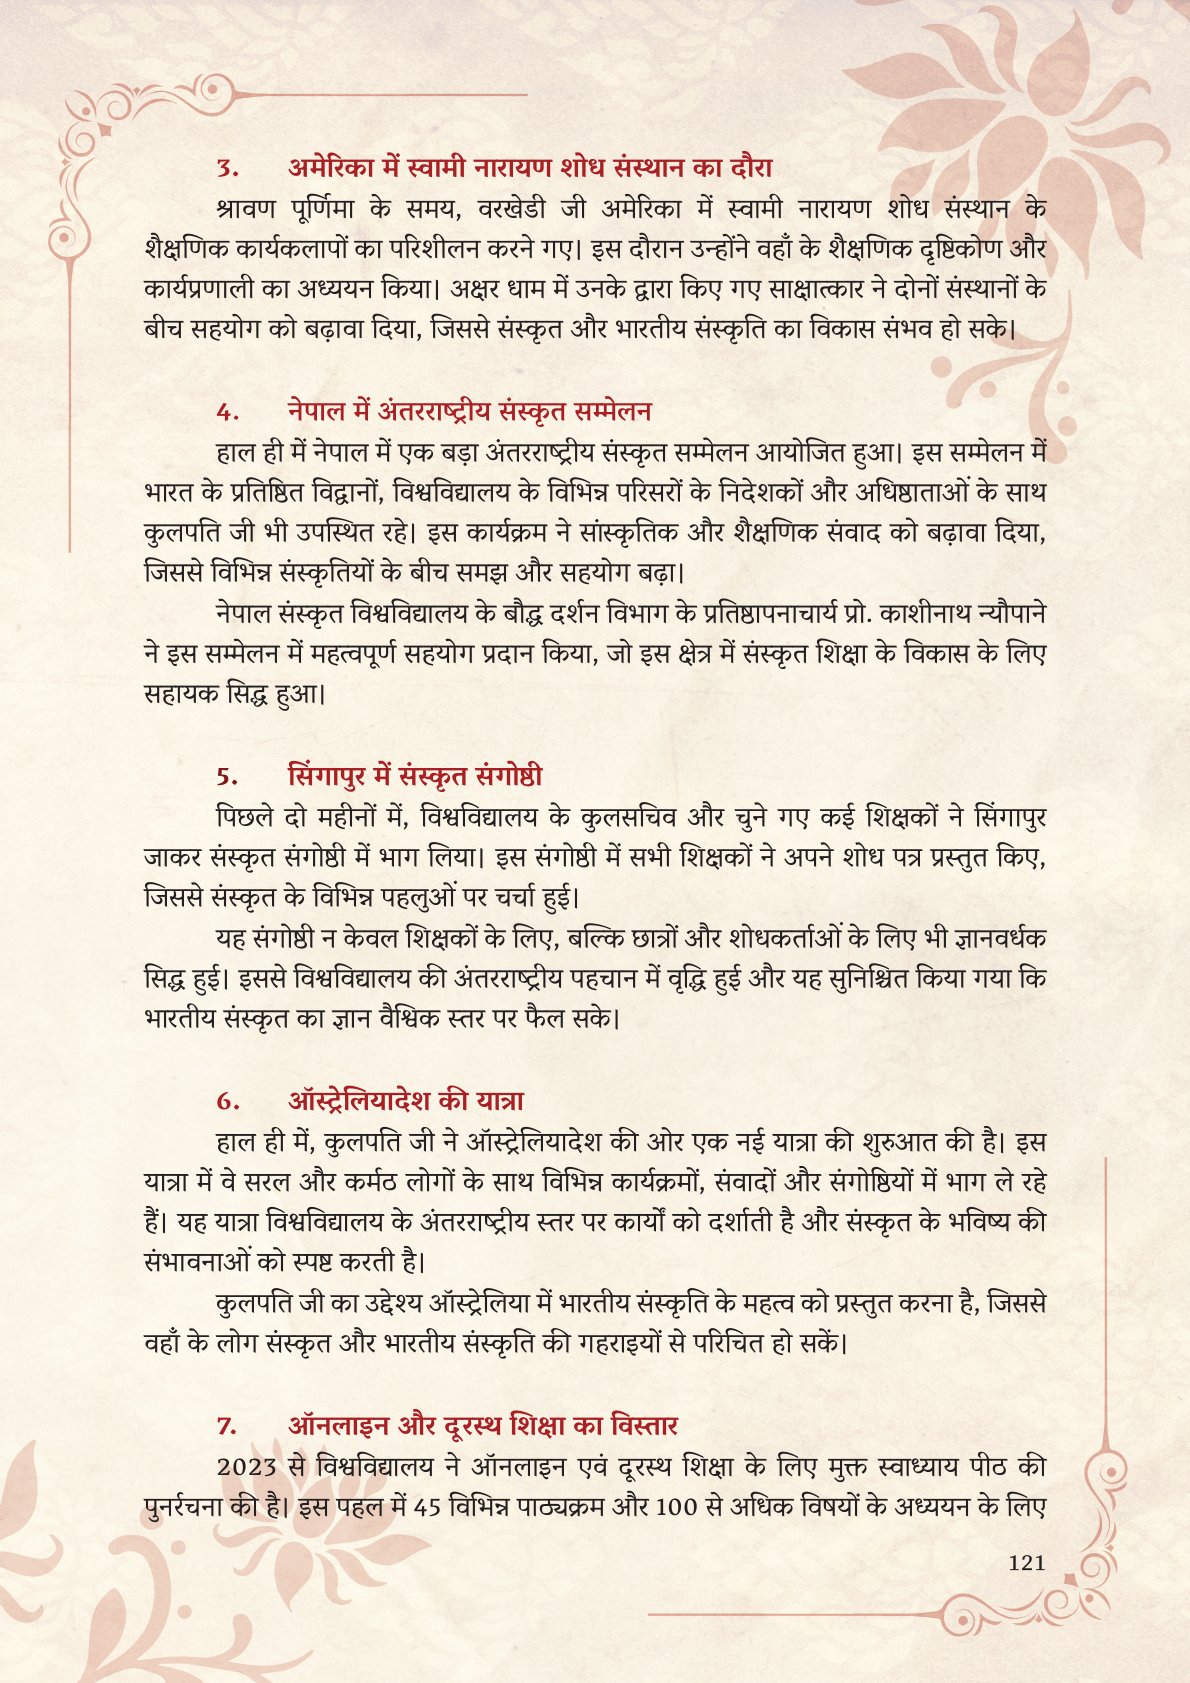 3. अमेरिका में स्वामी नारायण शोध संस्थान का दौरा
श्रावण पूर्णिमा के समय, वरखेडी जी अमेरिका में स्वामी नारायण शोध संस्थान के
शैक्षणिक कार्यकलापों का परिशीलन करने गए। इस दौरान उन्होंने वहाँ के शैक्षणिक दृष्टिकोण और
कार्यप्रणाली का अध्ययन किया। अक्षर धाम में उनके द्वारा किए गए साक्षात्कार ने दोनों संस्थानों के
बीच सहयोग को बढ़ावा दिया, जिससे संस्कृत और भारतीय संस्कृति का विकास संभव हो सके।
4. नेपाल में अंतरराष्ट्रीय संस्कृत सम्मेलन
हाल ही में नेपाल में एक बड़ा अंतरराष्ट्रीय संस्कृत सम्मेलन आयोजित हुआ। इस सम्मेलन में
भारत के प्रतिष्ठित विद्वानों, विश्वविद्यालय के विभिन्न परिसरों के निदेशकों और अधिष्ठाताओं के साथ
कुलपति जी भी उपस्थित रहे। इस कार्यक्रम ने सांस्कृतिक और शैक्षणिक संवाद को बढ़ावा दिया,
जिससे विभिन्न संस्कृतियों के बीच समझ और सहयोग बढ़ा।
नेपाल संस्कृत विश्वविद्यालय के बौद्ध दर्शन विभाग के प्रतिष्ठापनाचार्य प्रो. काशीनाथ न्यौपाने
ने इस सम्मेलन में महत्वपूर्ण सहयोग प्रदान किया, जो इस क्षेत्र में संस्कृत शिक्षा के विकास के लिए
सहायक सिद्ध हुआ।
5. सिंगापुर में संस्कृत संगोष्ठी
पिछले दो महीनों में, विश्वविद्यालय के कुलसचिव और चुने गए कई शिक्षकों ने सिंगापुर
जाकर संस्कृत संगोष्ठी में भाग लिया। इस संगोष्ठी में सभी शिक्षकों ने अपने शोध पत्र प्रस्तुत किए,
जिससे संस्कृत के विभिन्न पहलुओं पर चर्चा हुई।
यह संगोष्ठी न केवल शिक्षकों के लिए, बल्कि छात्रों और शोधकर्ताओं के लिए भी ज्ञानवर्धक
सिद्ध हुई। इससे विश्वविद्यालय की अंतरराष्ट्रीय पहचान में वृद्धि हुई और यह सुनिश्चित किया गया कि
भारतीय संस्कृत का ज्ञान वैश्विक स्तर पर फैल सके।
6. ऑस्ट्रेलियादेश की यात्रा
हाल ही में, कुलपति जी ने ऑस्ट्रेलियादेश की ओर एक नई यात्रा की शुरुआत की है। इस
यात्रा में वे सरल और कर्मठ लोगों के साथ विभिन्न कार्यक्रमों, संवादों और संगोष्ठियों में भाग ले रहे
हैं। यह यात्रा विश्वविद्यालय के अंतरराष्ट्रीय स्तर पर कार्यों को दर्शाती है और संस्कृत के भविष्य की
संभावनाओं को स्पष्ट करती है।
कुलपति जी का उद्देश्य ऑस्ट्रेलिया में भारतीय संस्कृति के महत्व को प्रस्तुत करना है, जिससे
वहाँ के लोग संस्कृत और भारतीय संस्कृति की गहराइयों से परिचित हो सकें।
7. ऑनलाइन और दूरस्थ शिक्षा का विस्तार
2023 से विश्वविद्यालय ने ऑनलाइन एवं दूरस्थ शिक्षा के लिए मुक्त स्वाध्याय पीठ की
पुनर्रचना की है। इस पहल में 45 विभिन्न पाठ्यक्रम और 100 से अधिक विषयों के अध्ययन के लिए
121